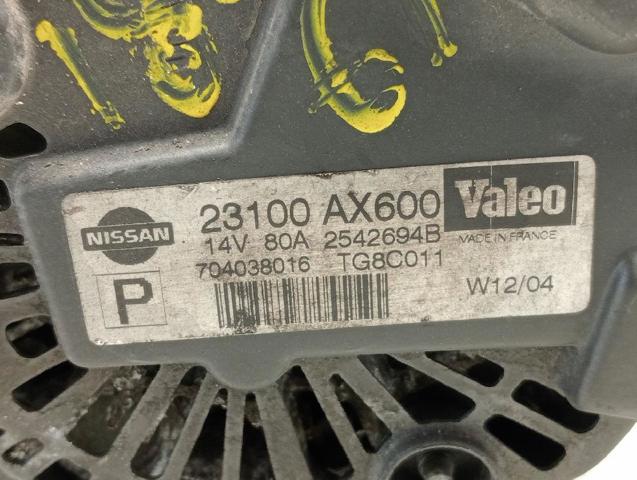 NISSAN
23100 AX600
Valeo
14V 80A 2542694B
MADE IN FRANCE
704038016 TG8C011
P
W12/04